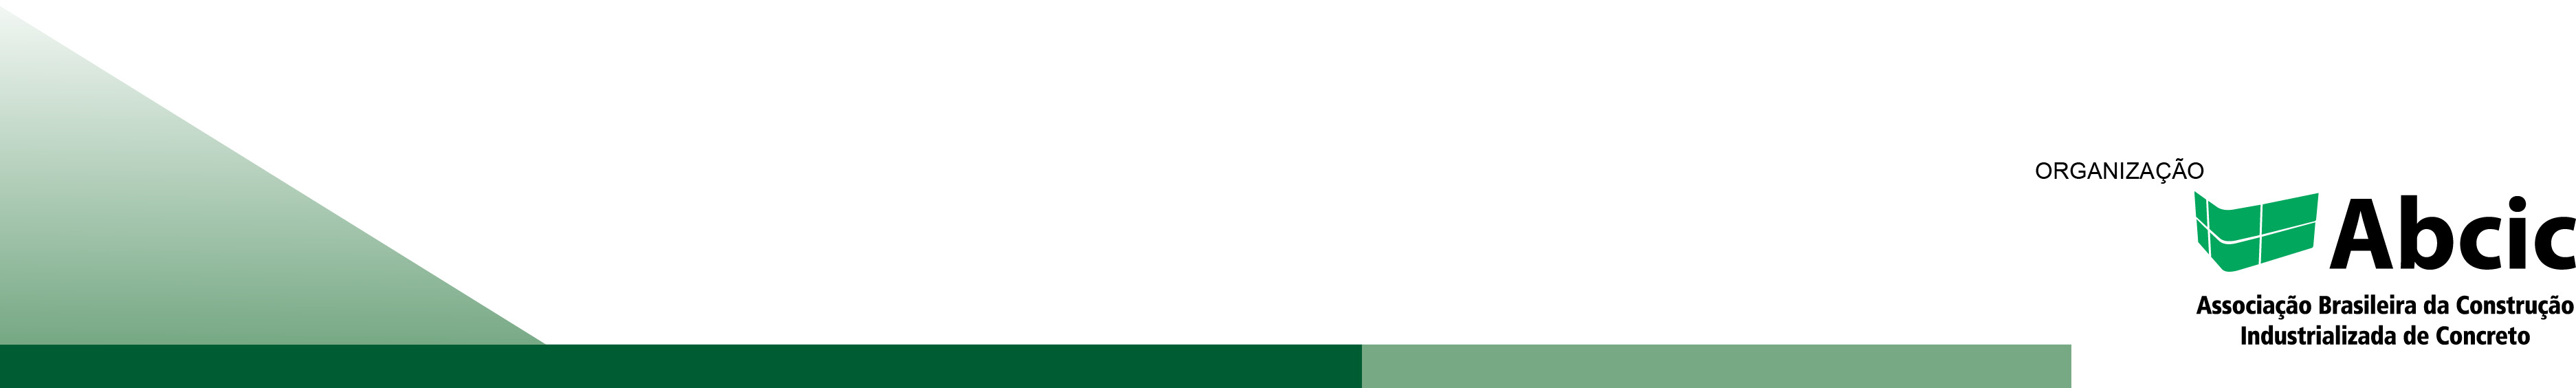 ORGANIZAÇÃO
Abcic
Associação Brasileira da Construção
Industrializada de Concreto